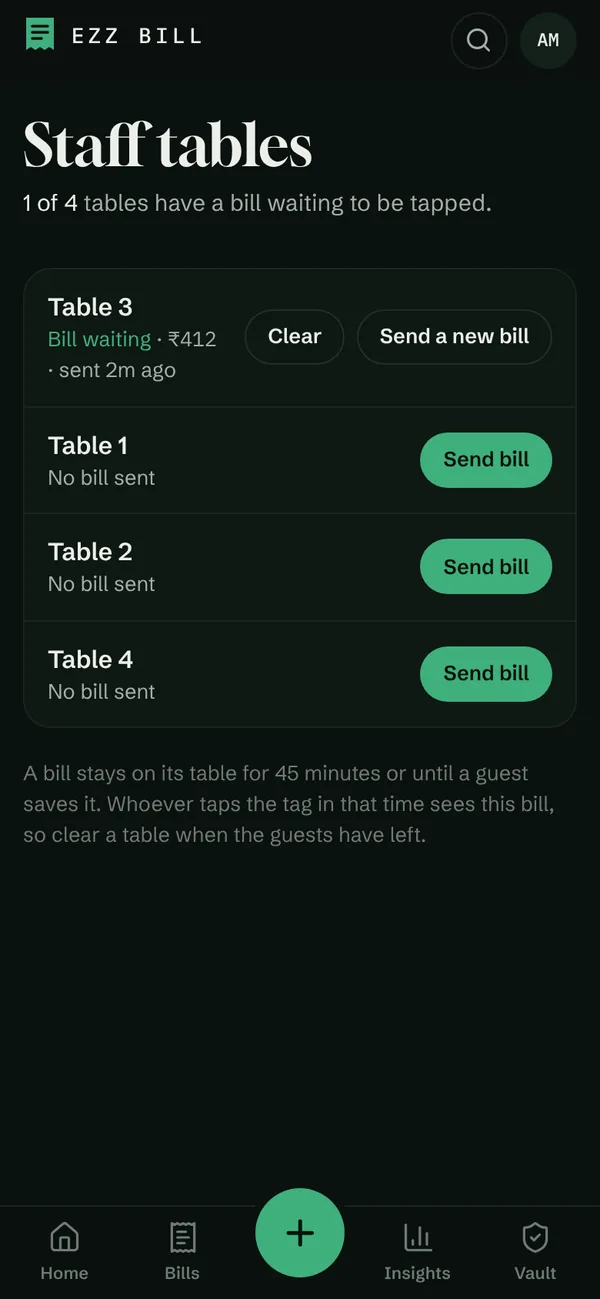 EZZ BILL
AM
Staff tables
1 of 4 tables have a bill waiting to be tapped.
Table 3
Bill waiting · ₹412
· sent 2m ago
Clear
Send a new bill
Table 1
No bill sent
Send bill
Table 2
No bill sent
Send bill
Table 4
No bill sent
Send bill
A bill stays on its table for 45 minutes or until a guest
saves it. Whoever taps the tag in that time sees this bill,
so clear a table when the guests have left.
Home
Bills
Insights
Vault